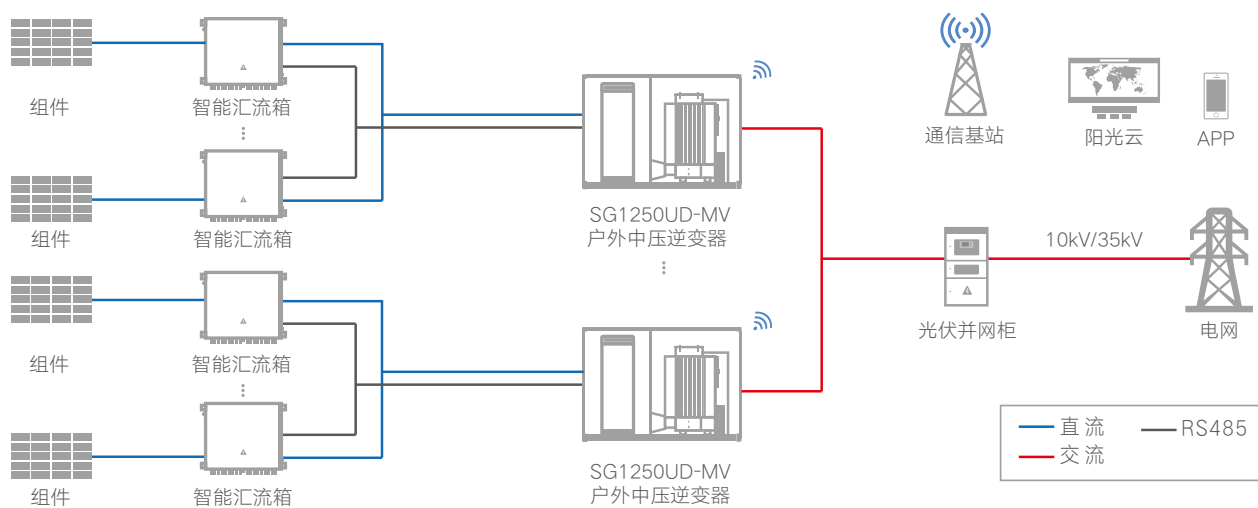 组件
智能汇流箱
通信基站
阳光云
APP
组件
智能汇流箱
SG1250UD-MV
户外中压逆变器
10kV/35kV
光伏并网柜
电网
组件
智能汇流箱
直流
RS485
交流
组件
智能汇流箱
SG1250UD-MV
户外中压逆变器